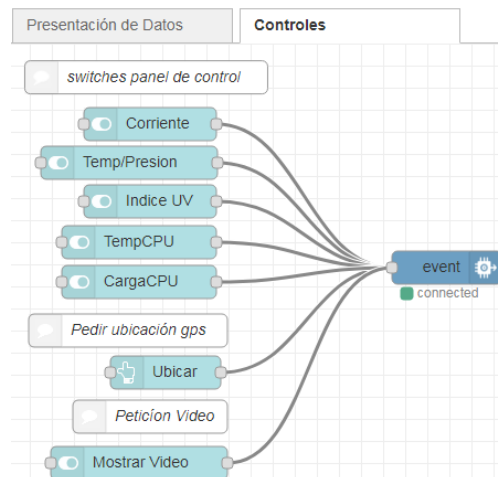 Presentación de Datos
Controles
switches panel de control
Corriente
Temp/Presion
Indice UV
TempCPU
CargaCPU
event
connected
Pedir ubicación gps
Ubicar
Peticíon Video
Mostrar Video